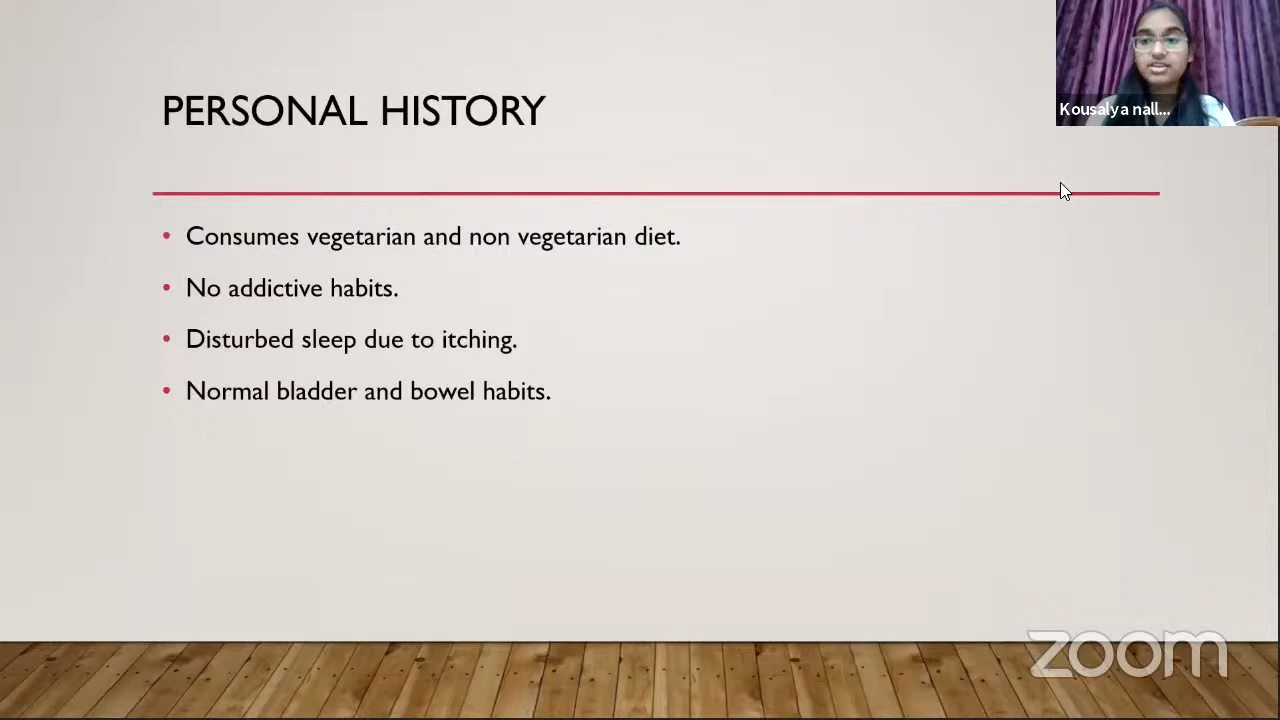 PERSONAL HISTORY
Kousalya nall...
• Consumes vegetarian and non vegetarian diet.
• No addictive habits.
• Disturbed sleep due to itching.
• Normal bladder and bowel habits.
zoom